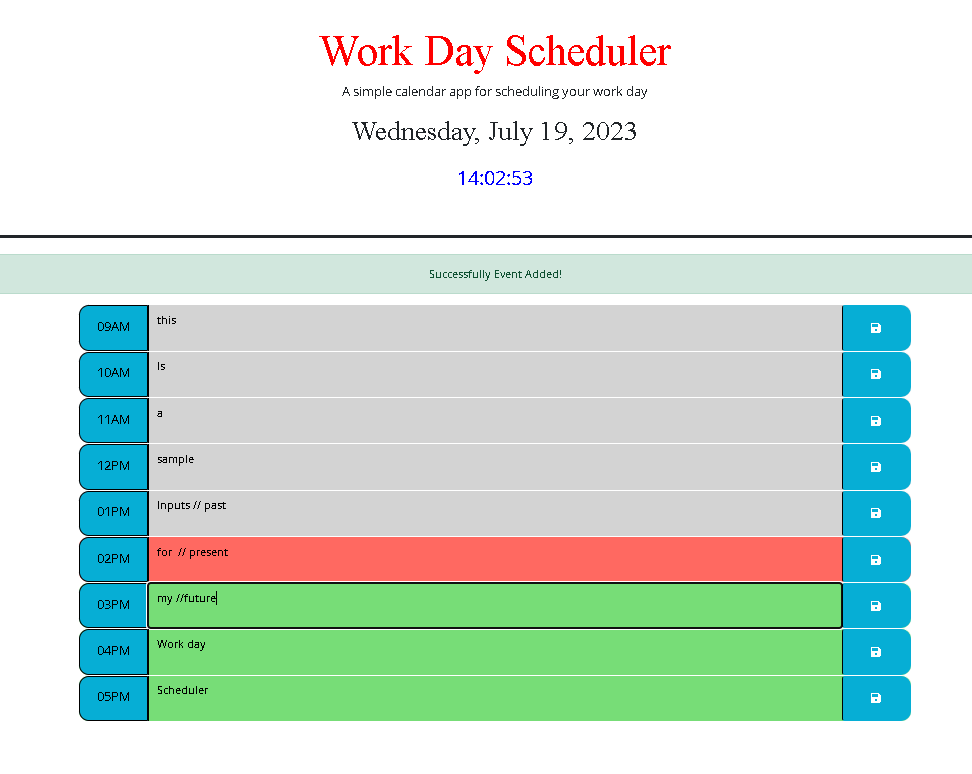 Work Day Scheduler
A simple calendar app for scheduling your work day
Wednesday, July 19, 2023
14:02:53
Successfully Event Added!
09AM this
10AM Is
11AM a
12PM sample
01PM Inputs // past
02PM for // present
03PM my //future
04PM Work day
05PM Scheduler